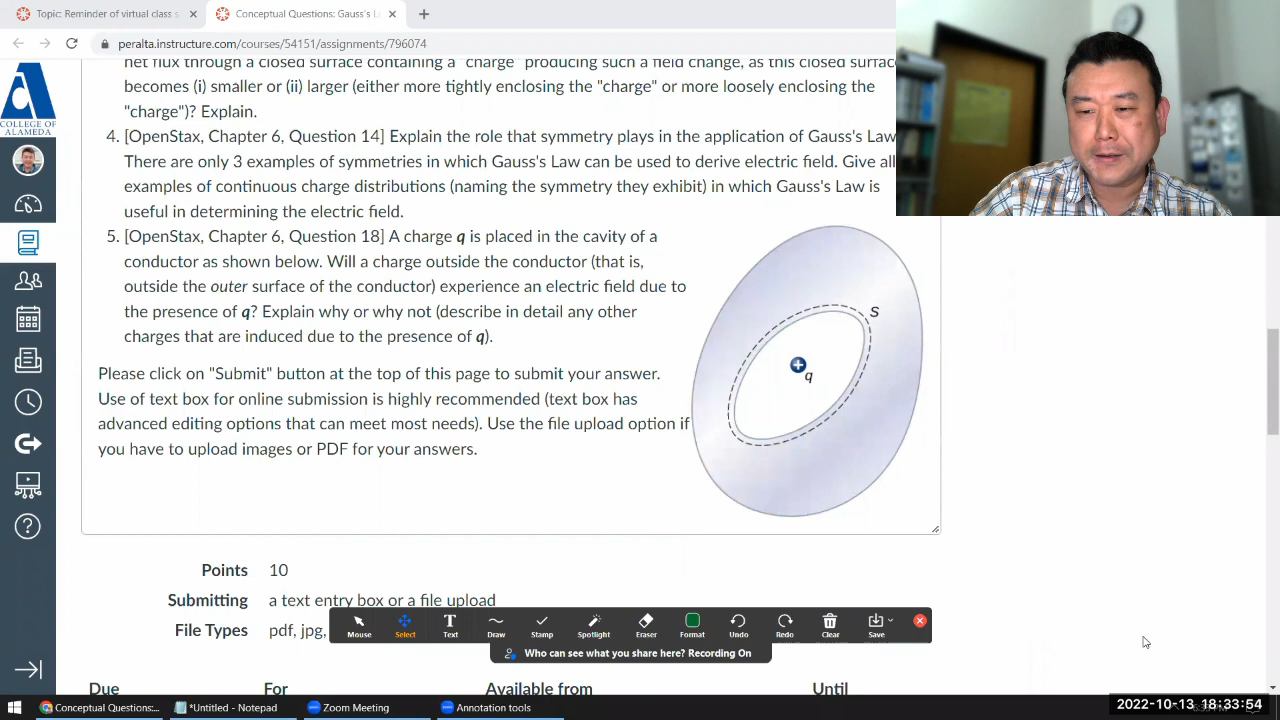 Topic: Reminder of virtual class s
Conceptual Questions: Gauss's L
peralta.instructure.com/courses/54151/assignments/796074
COLLEGE OF
ALAMEDA
net flux through a closed surface containing a "charge" producing such a field change, as this closed surface
becomes (i) smaller or (ii) larger (either more tightly enclosing the "charge" or more loosely enclosing the
"charge")? Explain.
4. [OpenStax, Chapter 6, Question 14] Explain the role that symmetry plays in the application of Gauss's Law
There are only 3 examples of symmetries in which Gauss's Law can be used to derive electric field. Give all
examples of continuous charge distributions (naming the symmetry they exhibit) in which Gauss's Law is
useful in determining the electric field.
5. [OpenStax, Chapter 6, Question 18] A charge q is placed in the cavity of a
conductor as shown below. Will a charge outside the conductor (that is,
outside the outer surface of the conductor) experience an electric field due to
the presence of q? Explain why or why not (describe in detail any other
charges that are induced due to the presence of q).
S
q
Please click on "Submit" button at the top of this page to submit your answer.
Use of text box for online submission is highly recommended (text box has
advanced editing options that can meet most needs). Use the file upload option if
you have to upload images or PDF for your answers.
Points 10
Submitting a text entry box or a file upload
File Types pdf, jpg,
Mouse Select Text Draw Stamp Spotlight Eraser Format Undo Redo Clear Save
Who can see what you share here? Recording On
Due For Available from Until
Conceptual Questions:... *Untitled - Notepad Zoom Meeting Annotation tools
2022-10-13 18:33:54